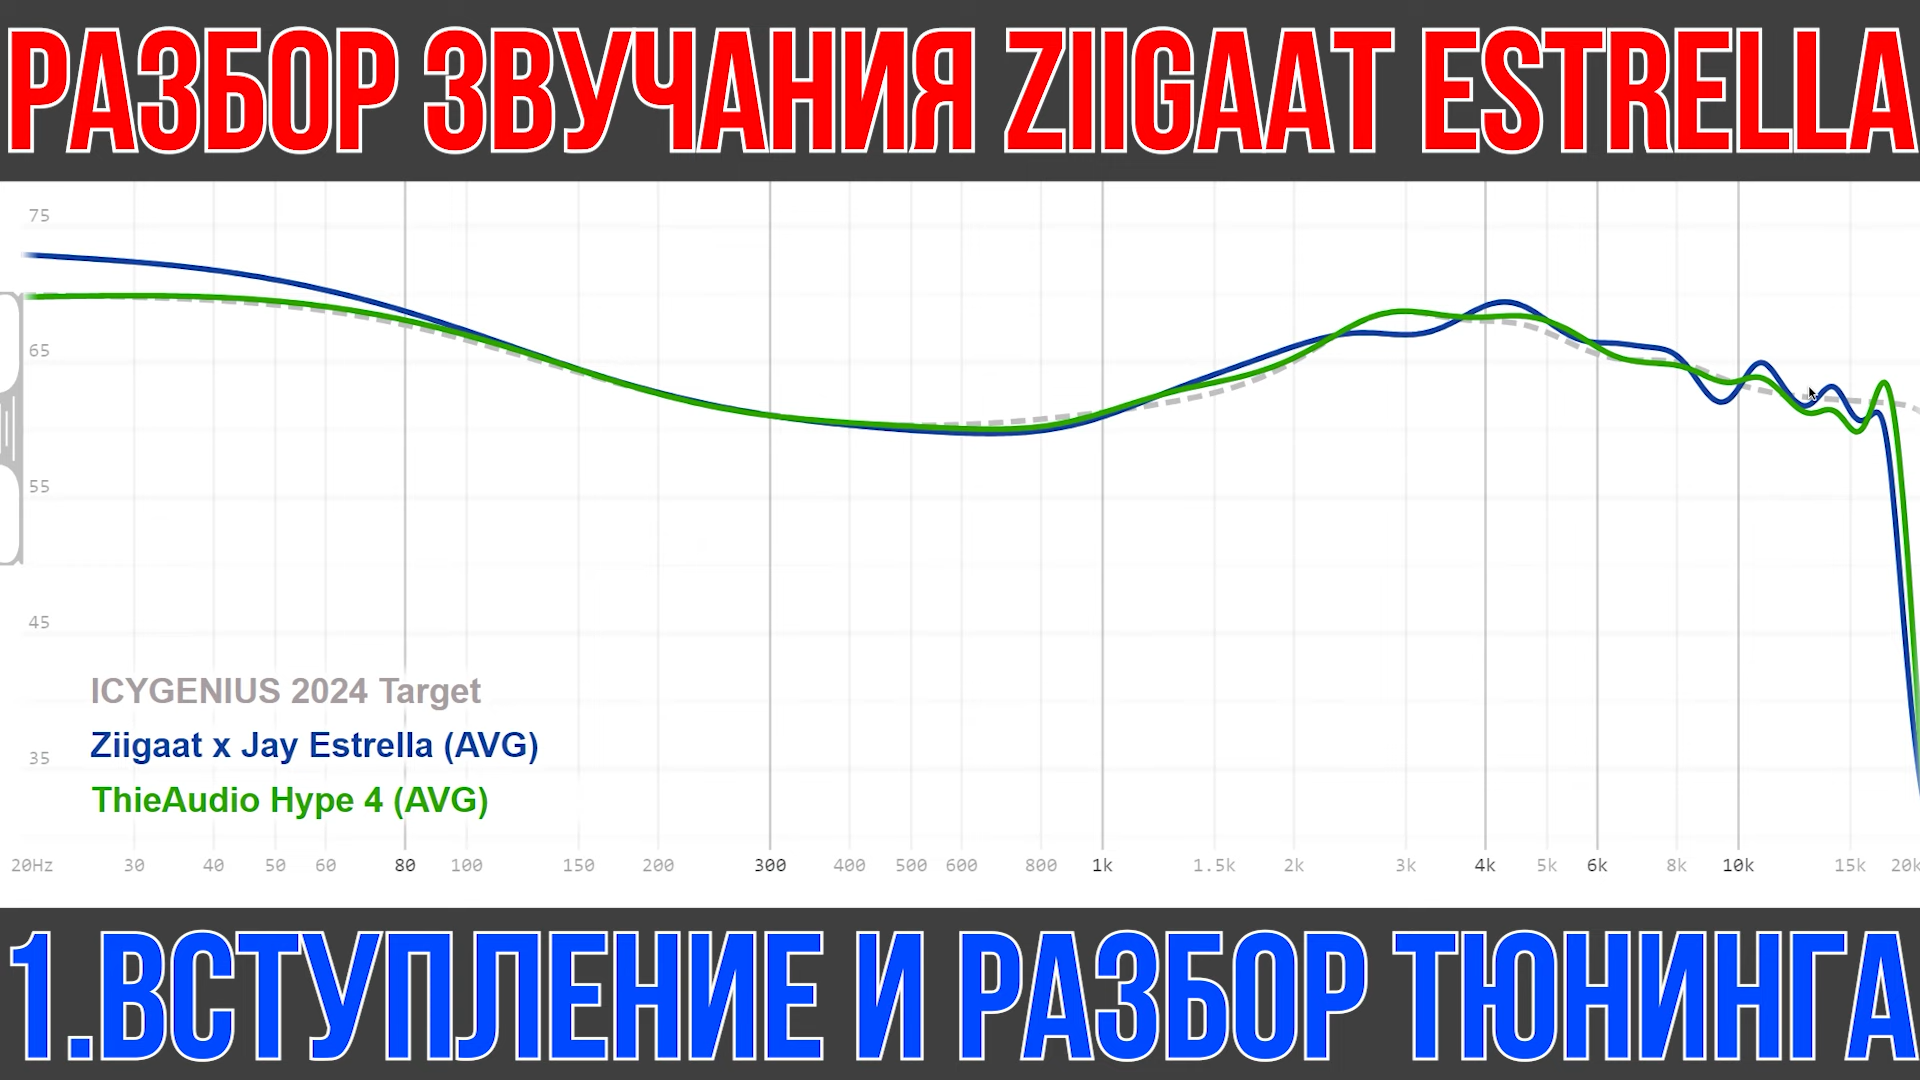 РАЗБОР ЗВУЧАНИЯ ZIIGAAT ESTRELLA
75
65
55
45
35
ICYGENIUS 2024 Target
Ziigaat x Jay Estrella (AVG)
ThieAudio Hype 4 (AVG)
20Hz 30 40 50 60 80 100 150 200 300 400 500 600 800 1k 1.5k 2k 3k 4k 5k 6k 8k 10k 15k 20k
1.ВСТУПЛЕНИЕ И РАЗБОР ТЮНИНГА